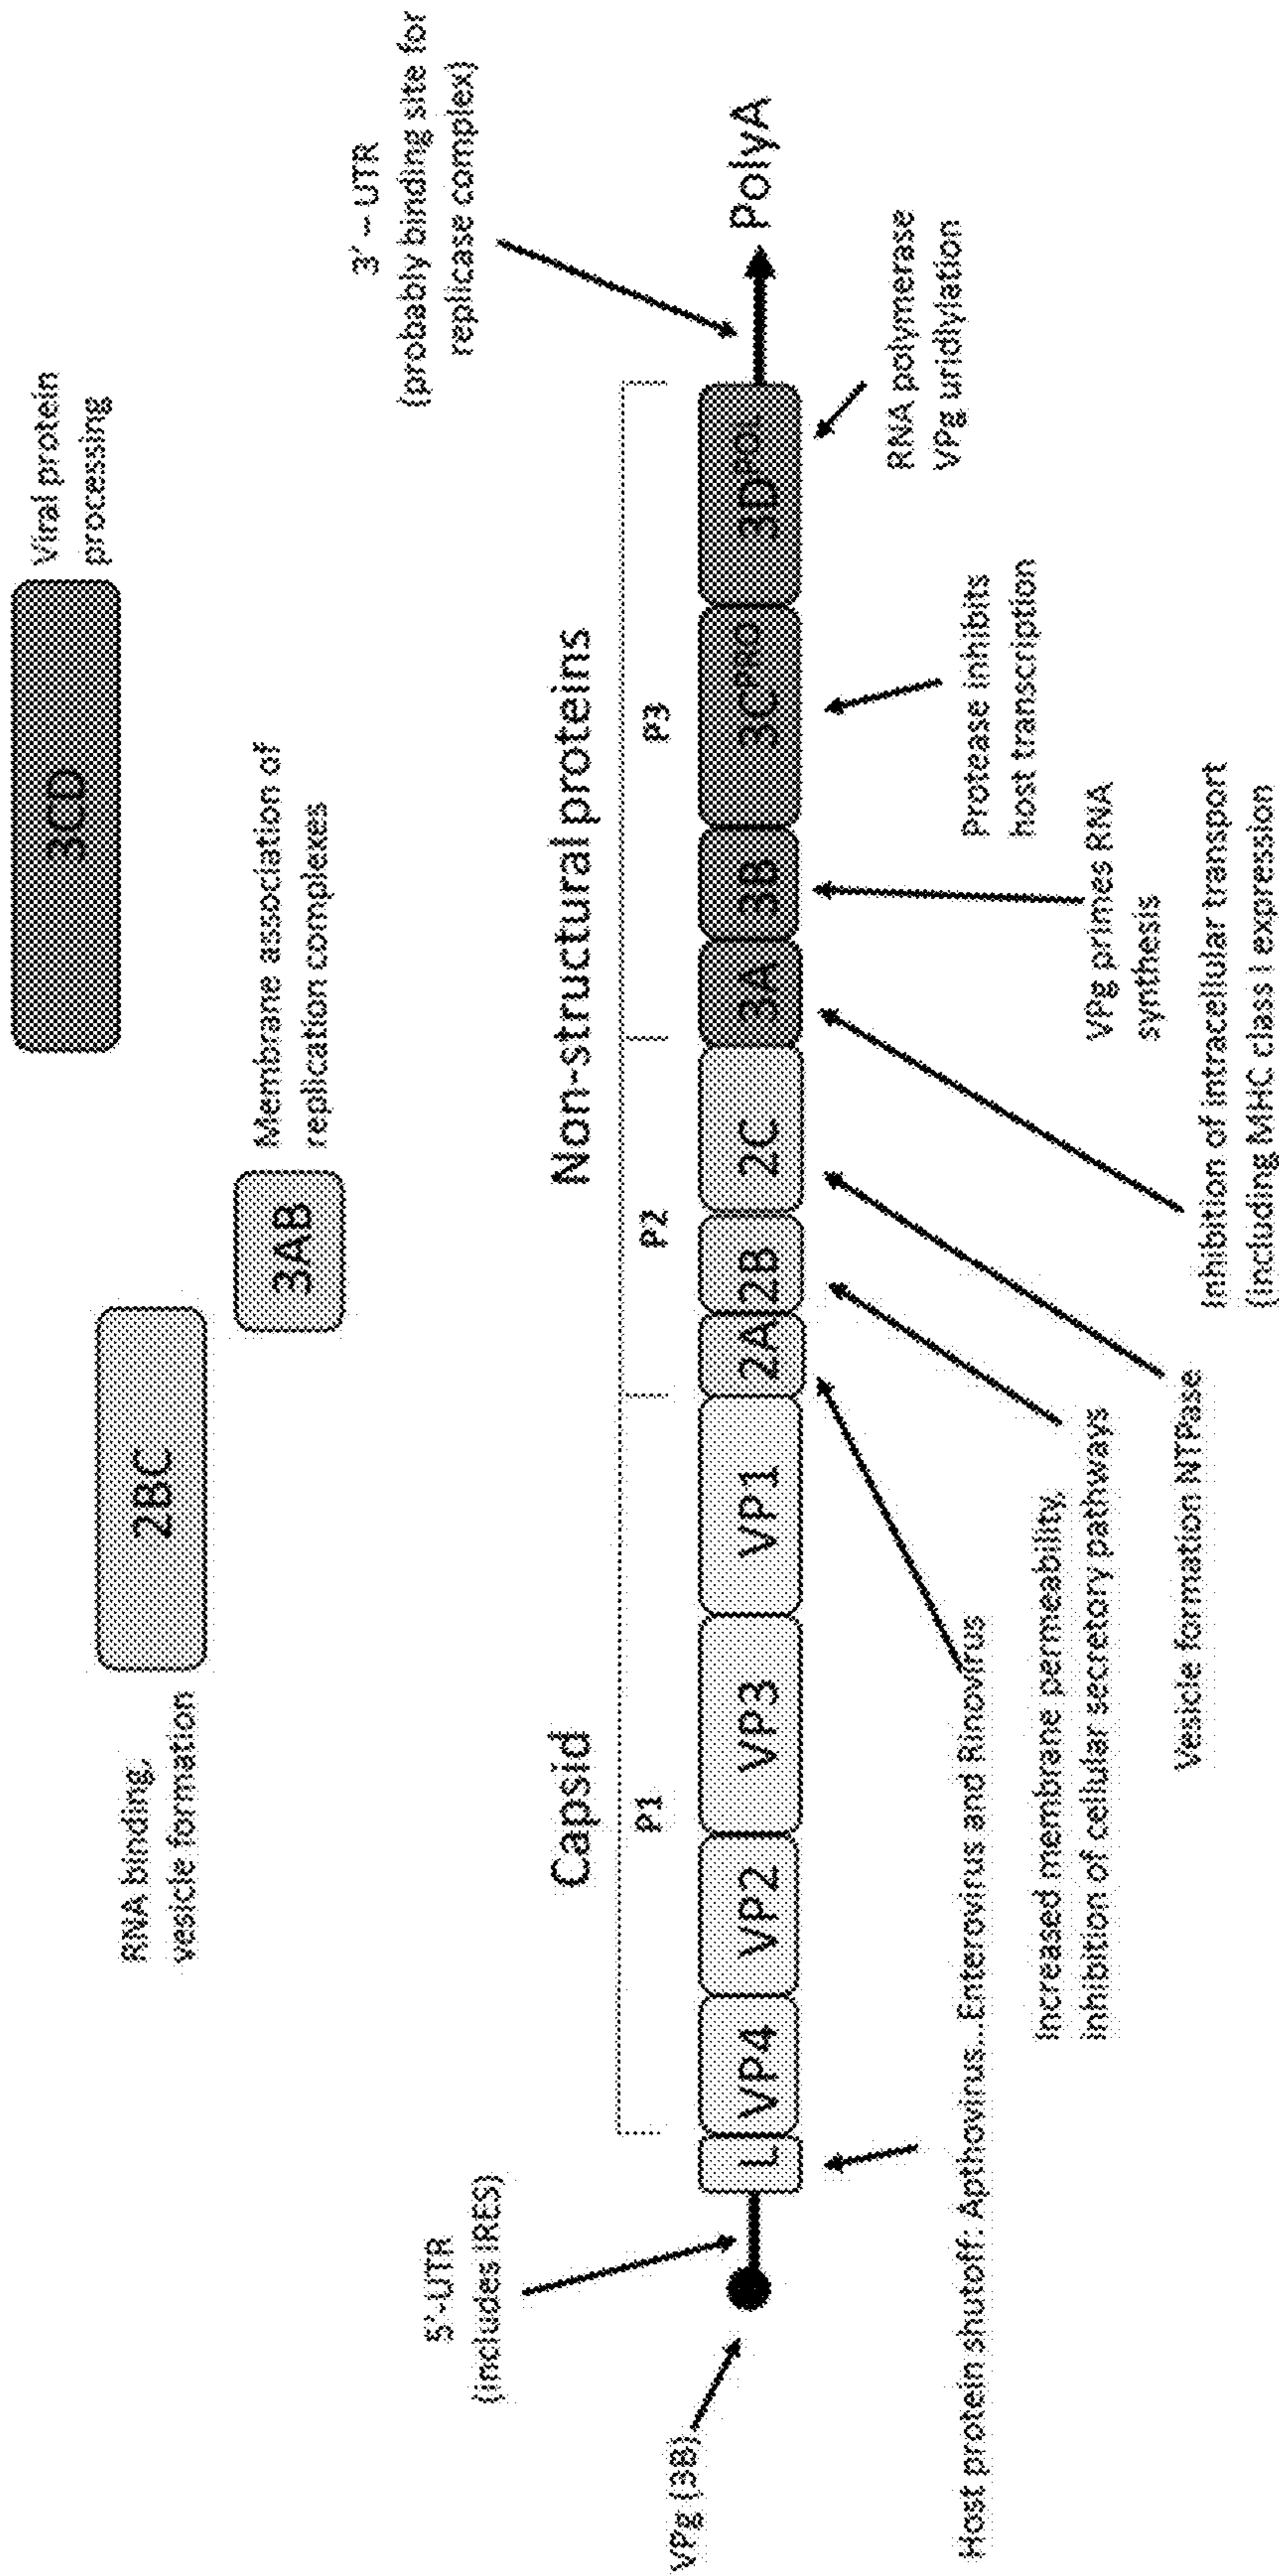 3CD
Viral protein
processing
RNA binding,
vesicle formation
2BC
3AB
Membrane association of
replication complexes
5'-UTR
(includes IRES)
3' – UTR
(probably binding site for
replicase complex)
Capsid
Non-structural proteins
P1
P2
P3
VPg (3B)
L
VP4
VP2
VP3
VP1
2A
2B
2C
3A
3B
3CPRO
3DPOL
PolyA
Host protein shutoff: Apthovirus...Enterovirus and Rinovirus
Increased membrane permeability,
inhibition of cellular secretory pathways
Vesicle formation NTPase
Inhibition of intracellular transport
(including MHC class I expression
VPg primes RNA
synthesis
Protease inhibits
host transcription
RNA polymerase
VPg uridlylation